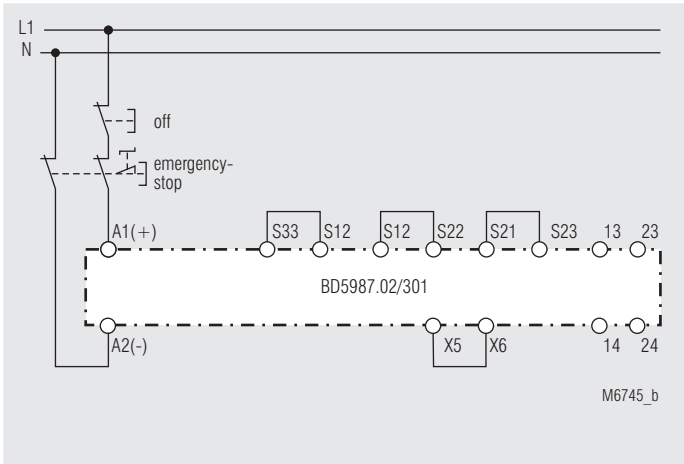 L1
N
off
emergency-
stop
A1(+) S33 S12 S12 S22 S21 S23 13 23
BD5987.02/301
A2(-) X5 X6 14 24
M6745_b